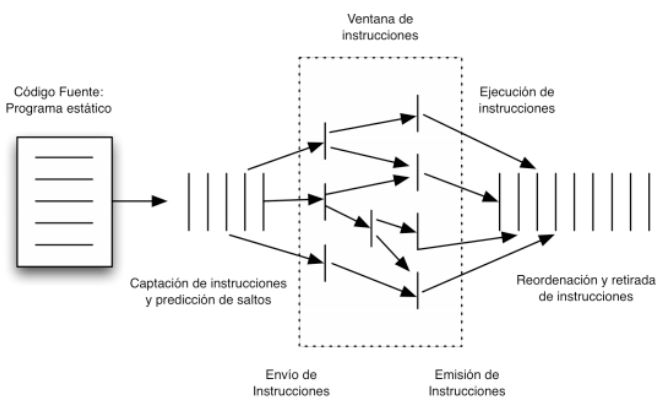 Ventana de
instrucciones
Código Fuente:
Programa estático
Ejecución de
instrucciones
Captación de instrucciones
y predicción de saltos
Reordenación y retirada
de instrucciones
Envío de
Instrucciones
Emisión de
Instrucciones